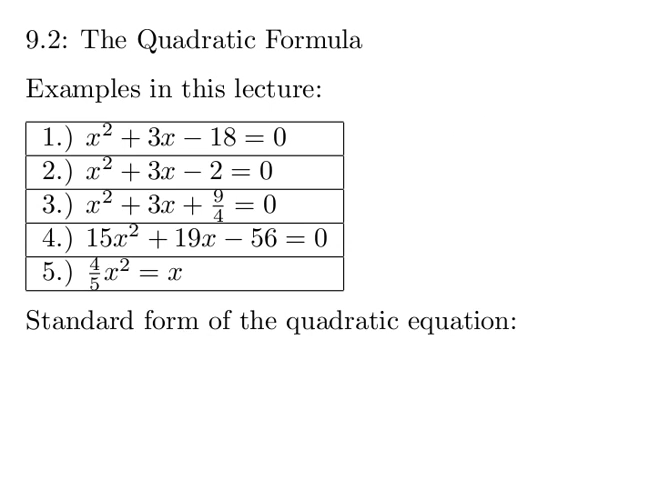 9.2: The Quadratic Formula
Examples in this lecture:
1.) x² + 3x − 18 = 0
2.) x² + 3x − 2 = 0
3.) x² + 3x + 9/4 = 0
4.) 15x² + 19x − 56 = 0
5.) 4/5 x² = x
Standard form of the quadratic equation: